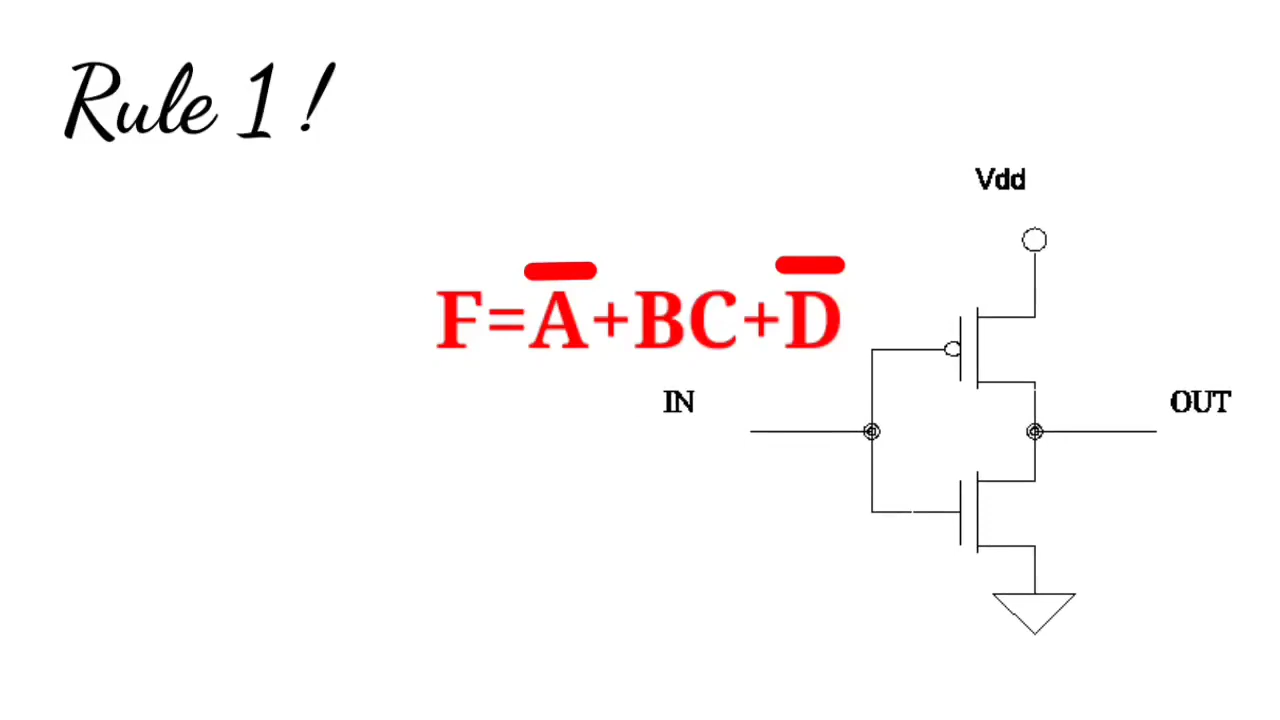 Rule 1 !
Vdd
F=A̅+BC+D̅
IN
OUT